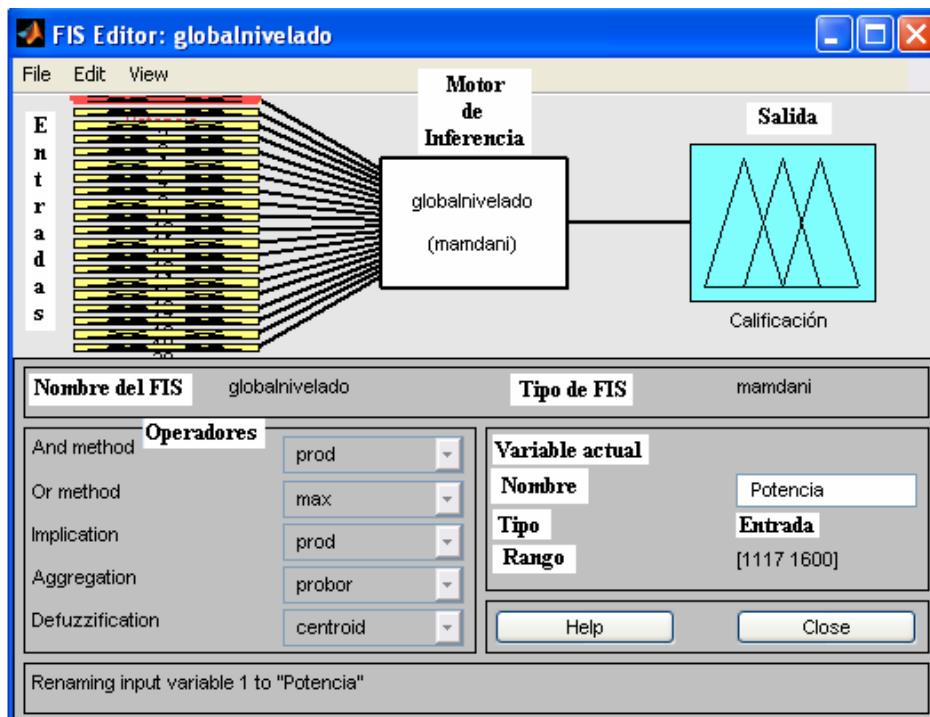 FIS Editor: globalnivelado
File Edit View
Entradas
Motor
de
Inferencia
Salida
globalnivelado
(mamdani)
Calificación
Nombre del FIS globalnivelado Tipo de FIS mamdani
Operadores
And method prod
Or method max
Implication prod
Aggregation probor
Defuzzification centroid
Variable actual
Nombre Potencia
Tipo Entrada
Rango [1117 1600]
Help Close
Renaming input variable 1 to "Potencia"